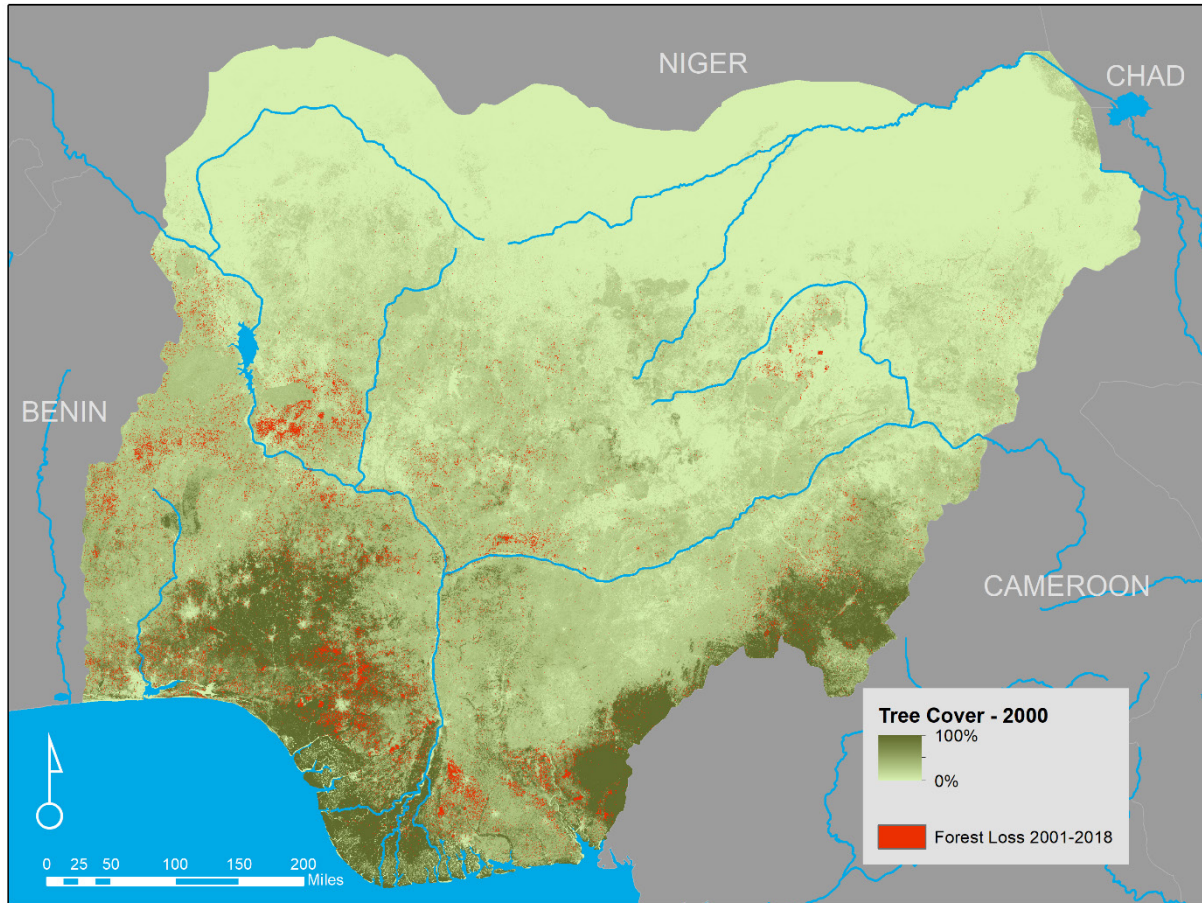 NIGER
CHAD
BENIN
CAMEROON
Tree Cover - 2000
100%
0%
Forest Loss 2001-2018
0 25 50 100 150 200
Miles